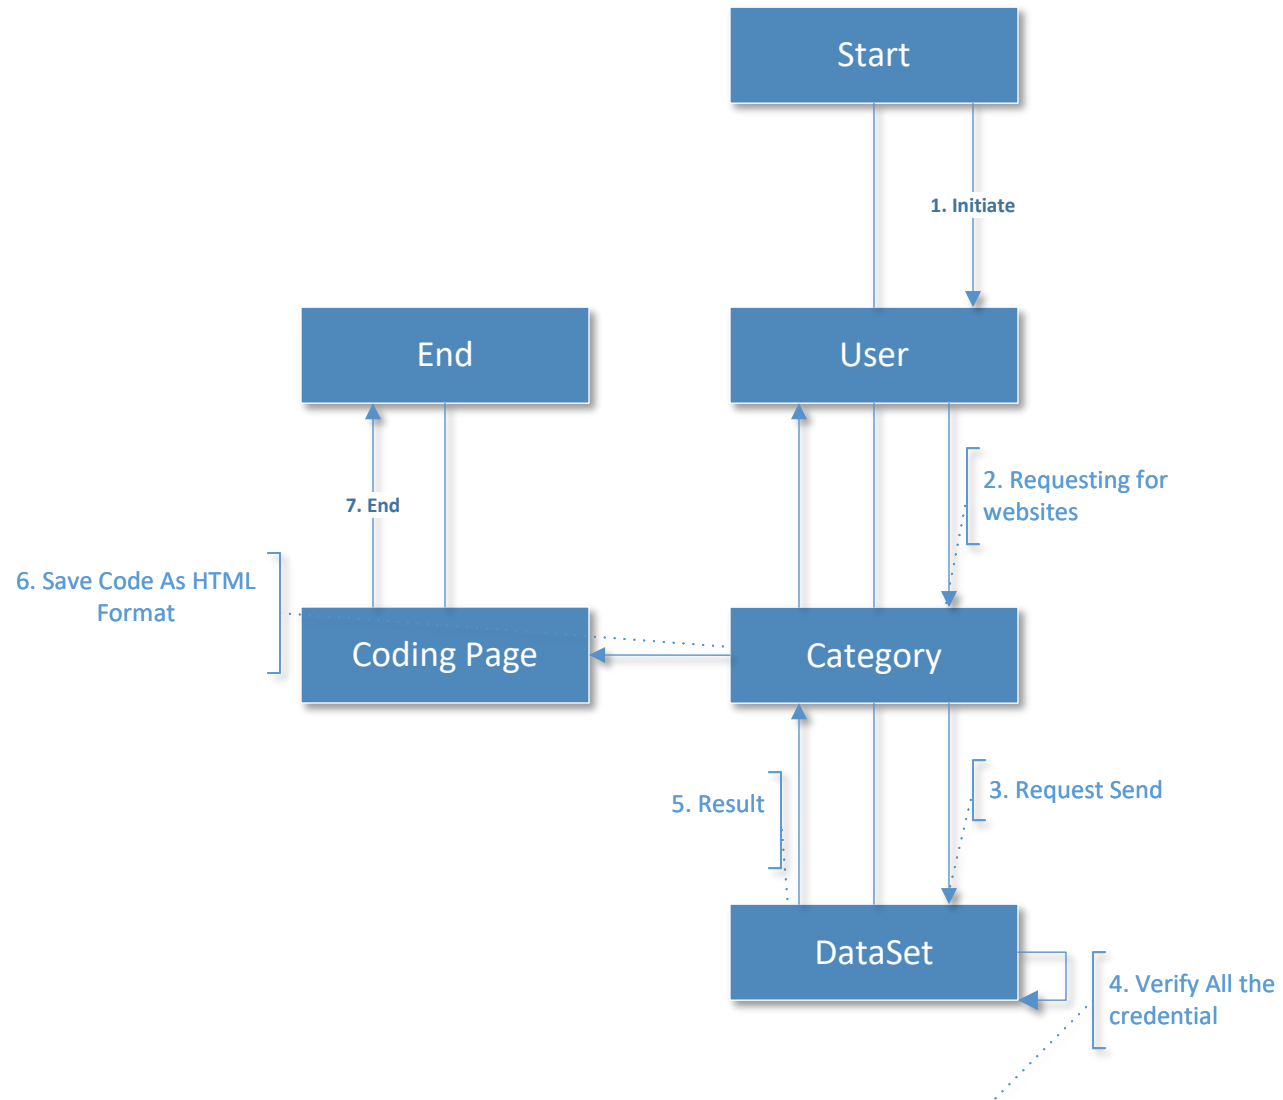 Start
1. Initiate
End
User
2. Requesting for
websites
7. End
6. Save Code As HTML
Format
Coding Page
Category
5. Result
3. Request Send
DataSet
4. Verify All the
credential